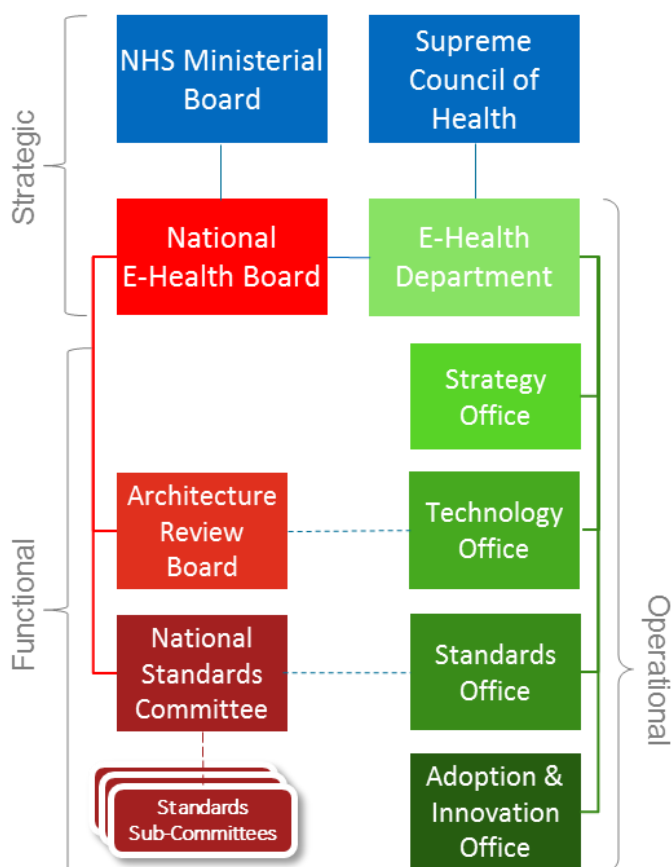 NHS Ministerial
Board
Supreme
Council of
Health
Strategic
National
E-Health Board
E-Health
Department
Strategy
Office
Functional
Architecture
Review
Board
Technology
Office
Operational
National
Standards
Committee
Standards
Office
Standards
Sub-Committees
Adoption &
Innovation
Office